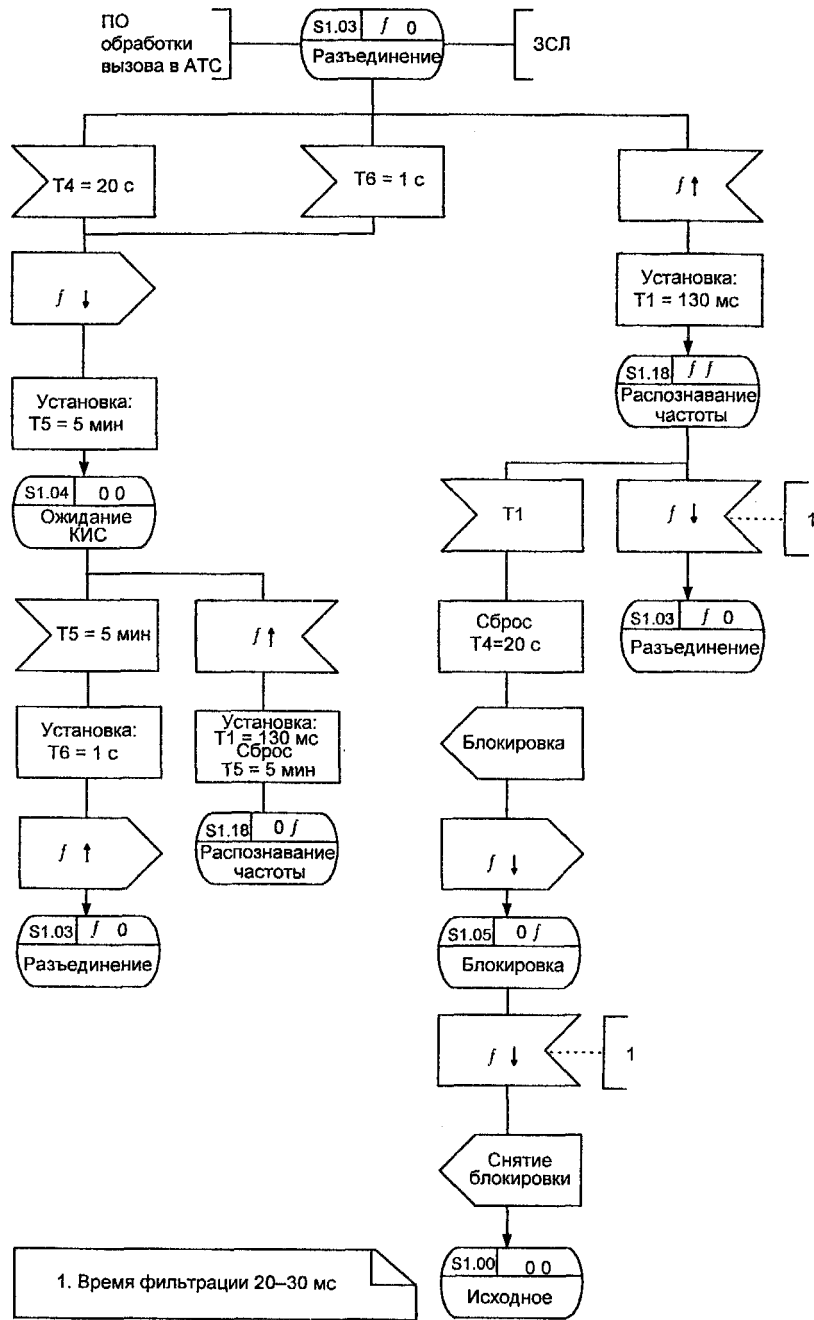 ПО
обработки
вызова в АТС
S1.03 f 0
Разъединение
ЗСЛ
T4 = 20 с
T6 = 1 с
f ↑
f ↓
Установка:
T1 = 130 мс
S1.18 f f
Распознавание
частоты
Установка:
T5 = 5 мин
S1.04 0 0
Ожидание
КИС
T1
f ↓
1
T5 = 5 мин
f ↑
Сброс
T4=20 с
S1.03 f 0
Разъединение
Установка:
T6 = 1 с
Установка:
T1 = 130 мс
Сброс
T5 = 5 мин
Блокировка
f ↑
S1.18 0 f
Распознавание
частоты
f ↓
S1.03 f 0
Разъединение
S1.05 0 f
Блокировка
f ↓
1
Снятие
блокировки
1. Время фильтрации 20–30 мс
S1.00 0 0
Исходное